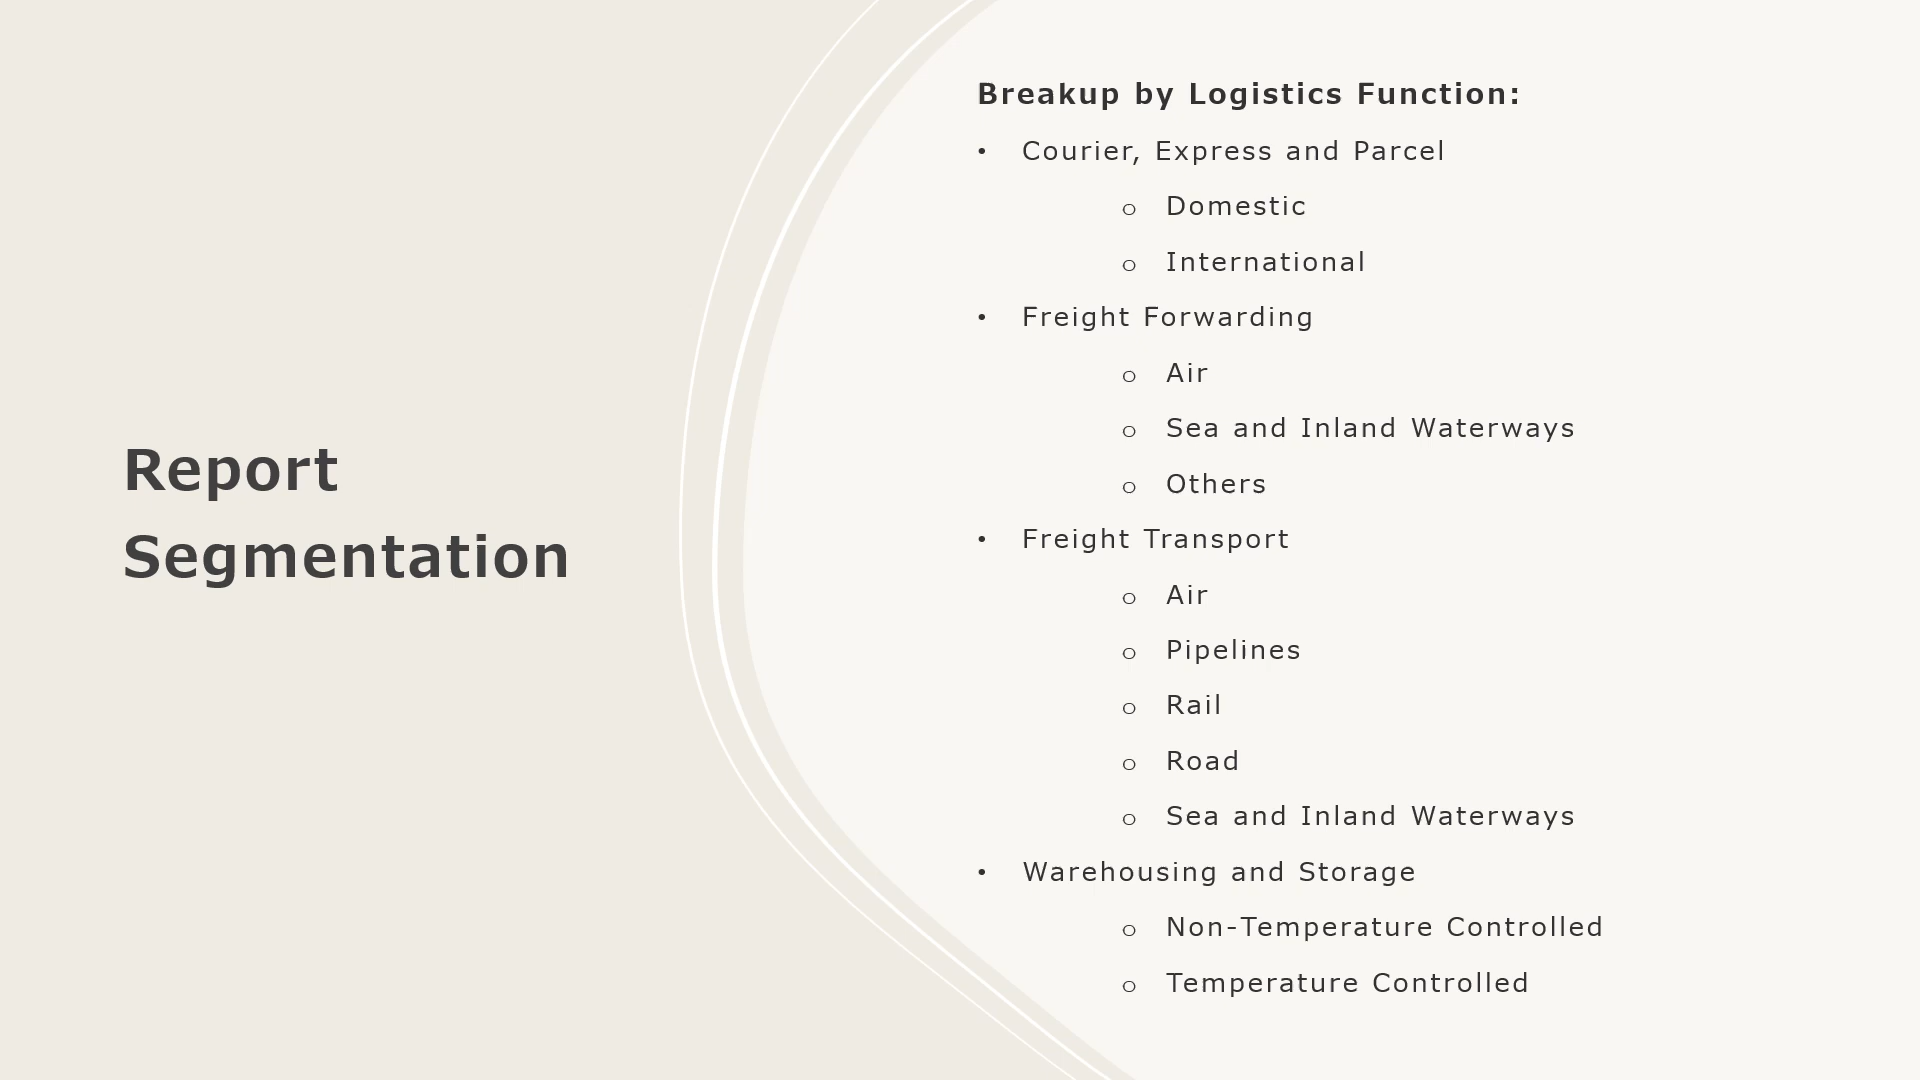 Report
Segmentation
Breakup by Logistics Function:
• Courier, Express and Parcel
o Domestic
o International
• Freight Forwarding
o Air
o Sea and Inland Waterways
o Others
• Freight Transport
o Air
o Pipelines
o Rail
o Road
o Sea and Inland Waterways
• Warehousing and Storage
o Non-Temperature Controlled
o Temperature Controlled